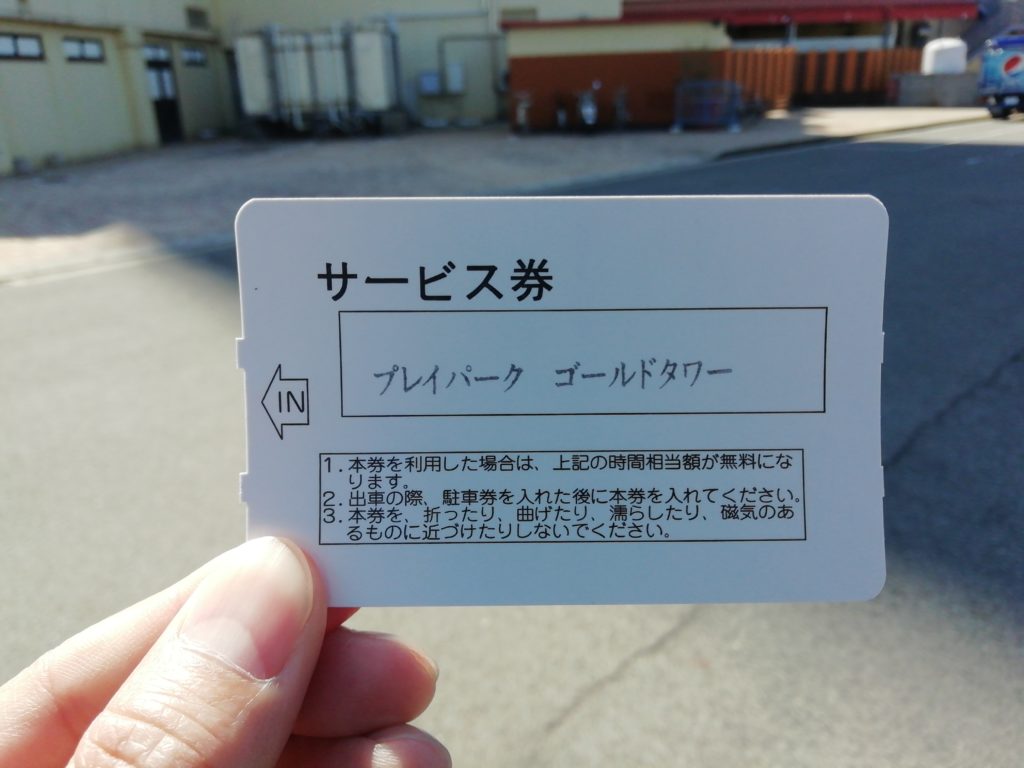 サービス券
プレイパーク ゴールドタワー
IN
1. 本券を利用した場合は、上記の時間相当額が無料にな
ります。
2. 出車の際、駐車券を入れた後に本券を入れてください。
3. 本券を、折ったり、曲げたり、濡らしたり、磁気のあ
るものに近づけたりしないでください。